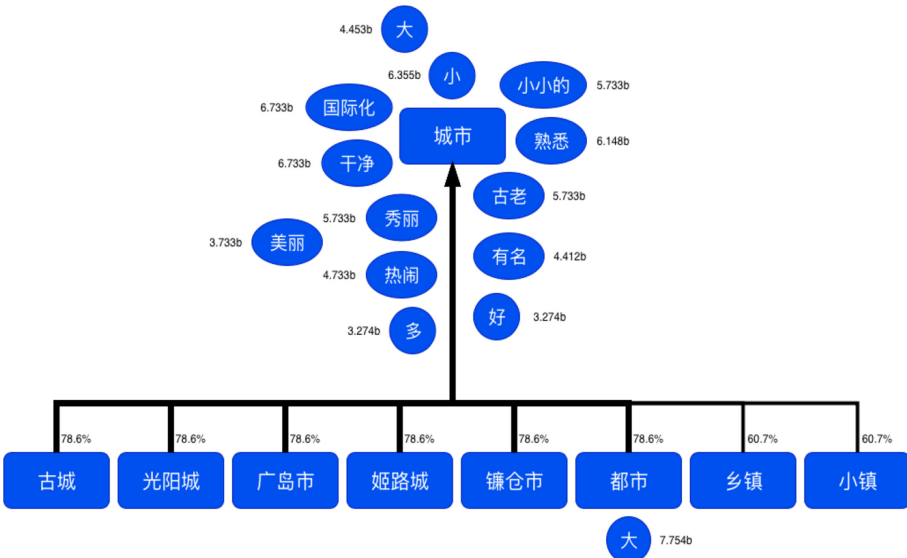 4.453b 大
6.355b 小
小小的 5.733b
6.733b 国际化
城市
熟悉 6.148b
6.733b 干净
古老 5.733b
5.733b 秀丽
3.733b 美丽
有名 4.412b
4.733b 热闹
好 3.274b
3.274b 多
78.6% 78.6% 78.6% 78.6% 78.6% 78.6% 60.7% 60.7%
古城 光阳城 广岛市 姬路城 镰仓市 都市 乡镇 小镇
大 7.754b